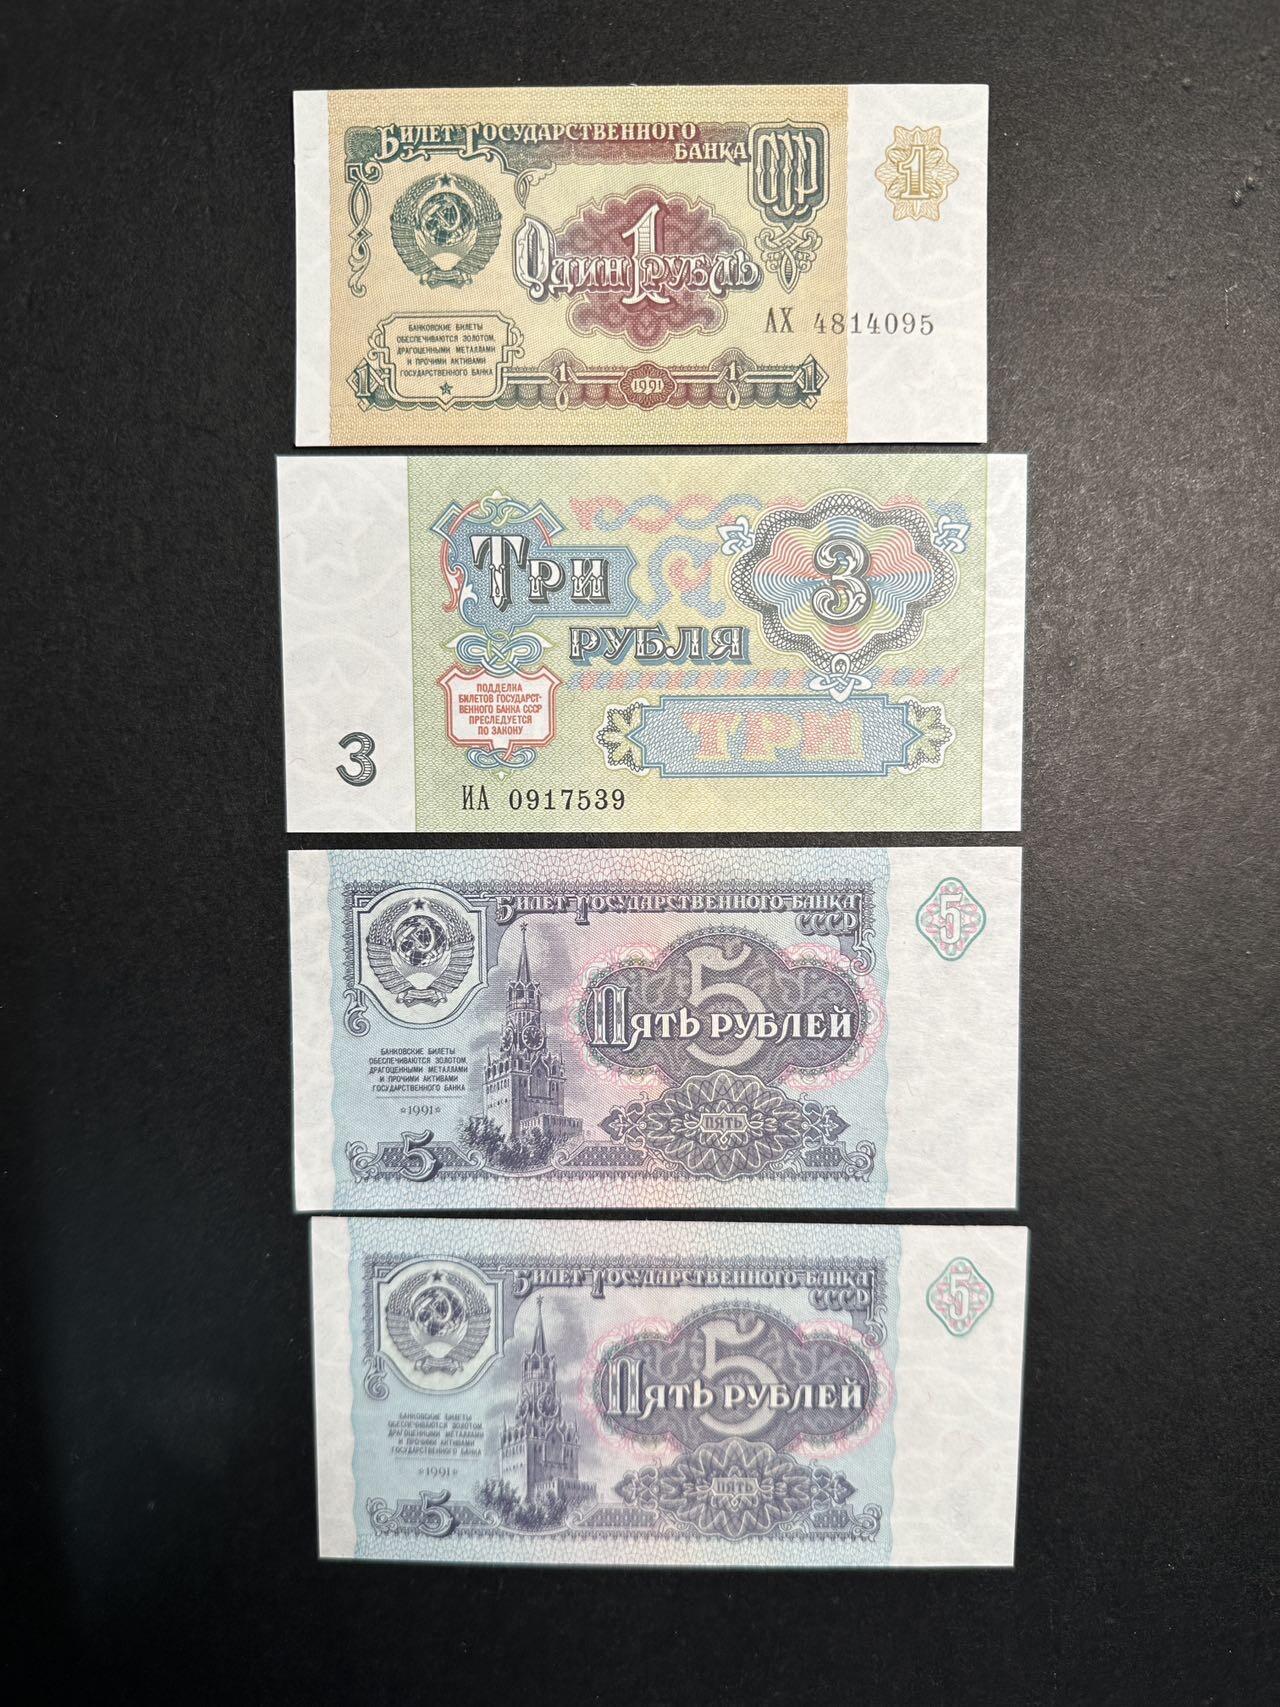 Билет Государственного
Банка
СССР
1
Один рубль
1
АХ 4814095
БАНКОВСКИЕ БИЛЕТЫ
ОБЕСПЕЧИВАЮТСЯ ЗОЛОТОМ,
ДРАГОЦЕННЫМИ МЕТАЛЛАМИ
И ПРОЧИМИ АКТИВАМИ
ГОСУДАРСТВЕННОГО БАНКА
1 1 1991 1 1
Три
рубля
3
ПОДДЕЛКА
БИЛЕТОВ ГОСУДАРСТ-
ВЕННОГО БАНКА СССР
ПРЕСЛЕДУЕТСЯ
ПО ЗАКОНУ
ТРИ
3
ИА 0917539
Билет Государственного банка
СССР
5
5
Пять рублей
БАНКОВСКИЕ БИЛЕТЫ
ОБЕСПЕЧИВАЮТСЯ ЗОЛОТОМ,
ДРАГОЦЕННЫМИ МЕТАЛЛАМИ
И ПРОЧИМИ АКТИВАМИ
ГОСУДАРСТВЕННОГО БАНКА
*1991*
ПЯТЬ
5
Билет Государственного банка
СССР
5
5
Пять рублей
БАНКОВСКИЕ БИЛЕТЫ
ОБЕСПЕЧИВАЮТСЯ ЗОЛОТОМ,
ДРАГОЦЕННЫМИ МЕТАЛЛАМИ
И ПРОЧИМИ АКТИВАМИ
ГОСУДАРСТВЕННОГО БАНКА
*1991*
ПЯТЬ
5